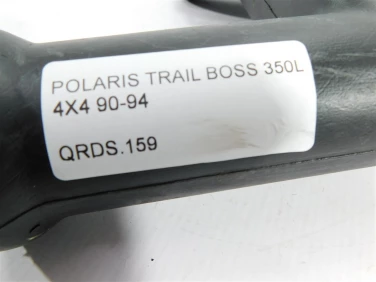 POLARIS TRAIL BOSS 350L
4X4 90-94
QRDS.159